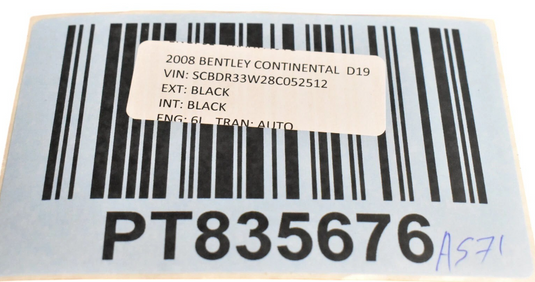 2008 BENTLEY CONTINENTAL D19
VIN: SCBDR33W28C052512
EXT: BLACK
INT: BLACK
ENG: 6L TRAN: AUTO
PT835676
A571